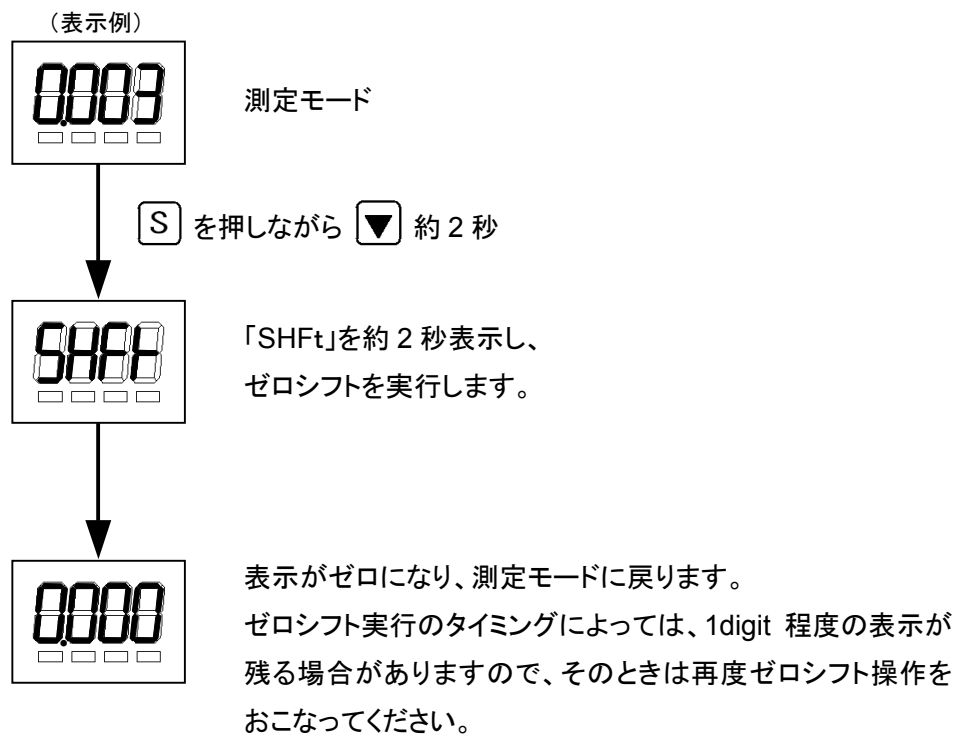 （表示例）
0.003
測定モード
S を押しながら ▼ 約 2 秒
SHFt
「SHFt」を約 2 秒表示し、
ゼロシフトを実行します。
0.000
表示がゼロになり、測定モードに戻ります。
ゼロシフト実行のタイミングによっては、1digit 程度の表示が
残る場合がありますので、そのときは再度ゼロシフト操作を
おこなってください。